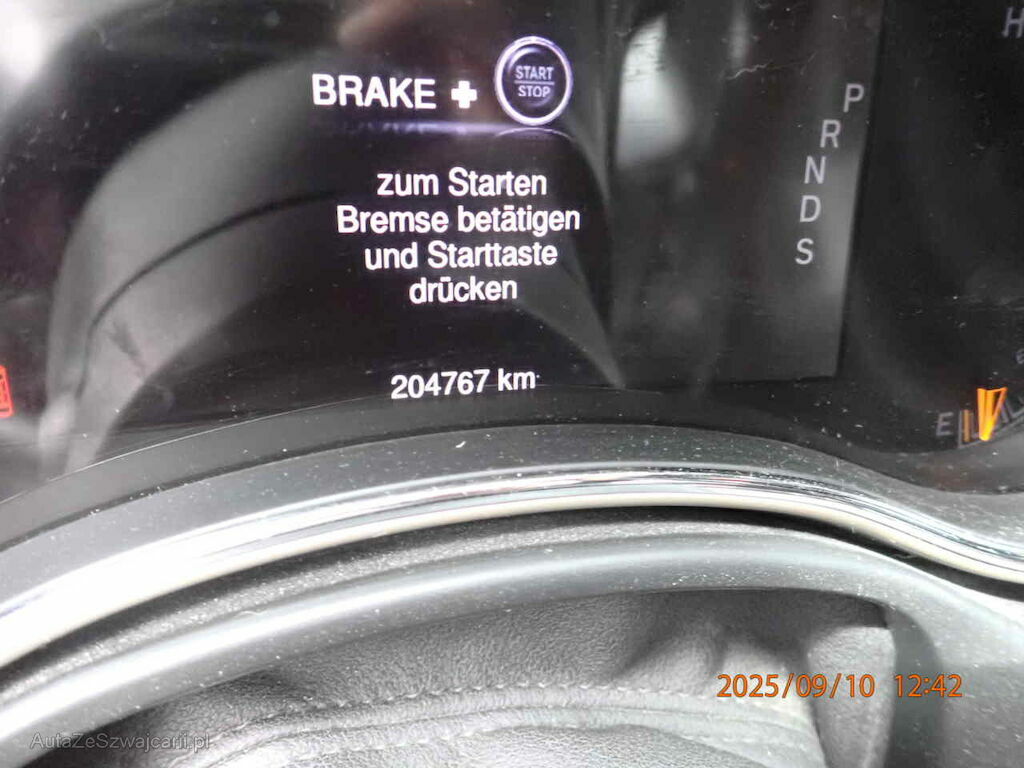 BRAKE + START
STOP
zum Starten
Bremse betätigen
und Starttaste
drücken
204767 km
P
R
N
D
S
H
E
2025/09/10 12:42
AutaZeSzwajcarii.pl